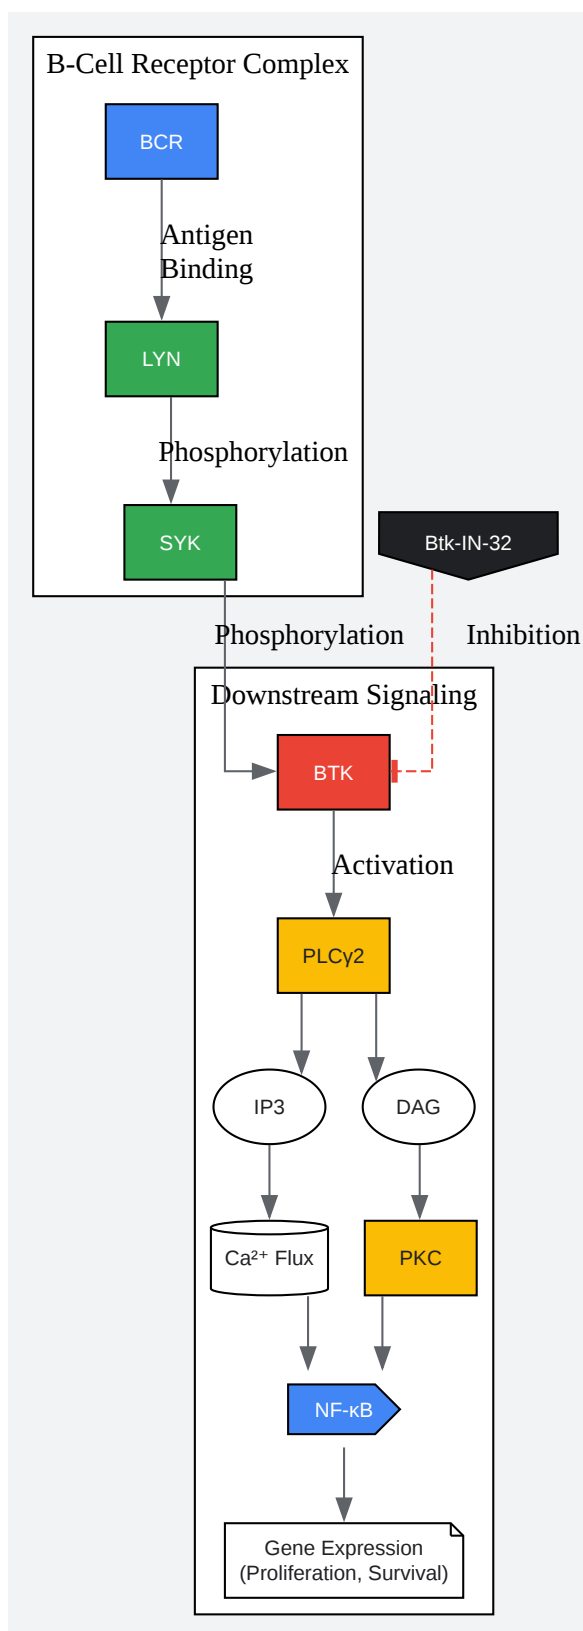 B-Cell Receptor Complex
BCR
Antigen
Binding
LYN
Phosphorylation
SYK
Btk-IN-32
Phosphorylation
Inhibition
Downstream Signaling
BTK
Activation
PLCγ2
IP3
DAG
Ca²⁺ Flux
PKC
NF-κB
Gene Expression
(Proliferation, Survival)